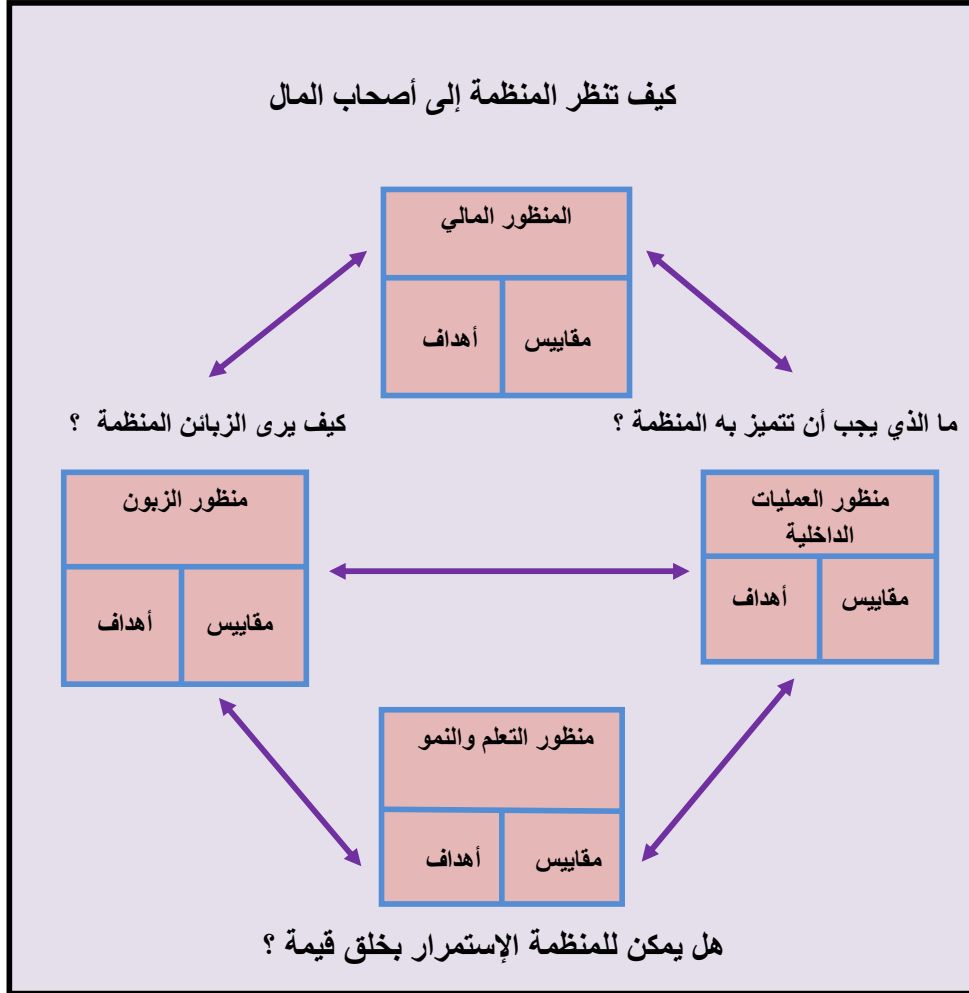 كيف تنظر المنظمة إلى أصحاب المال
المنظور المالي
مقاييس
أهداف
ما الذي يجب أن تتميز به المنظمة ؟
كيف يرى الزبائن المنظمة ؟
منظور العمليات
الداخلية
مقاييس
أهداف
منظور الزبون
مقاييس
أهداف
منظور التعلم والنمو
مقاييس
أهداف
هل يمكن للمنظمة الإستمرار بخلق قيمة ؟